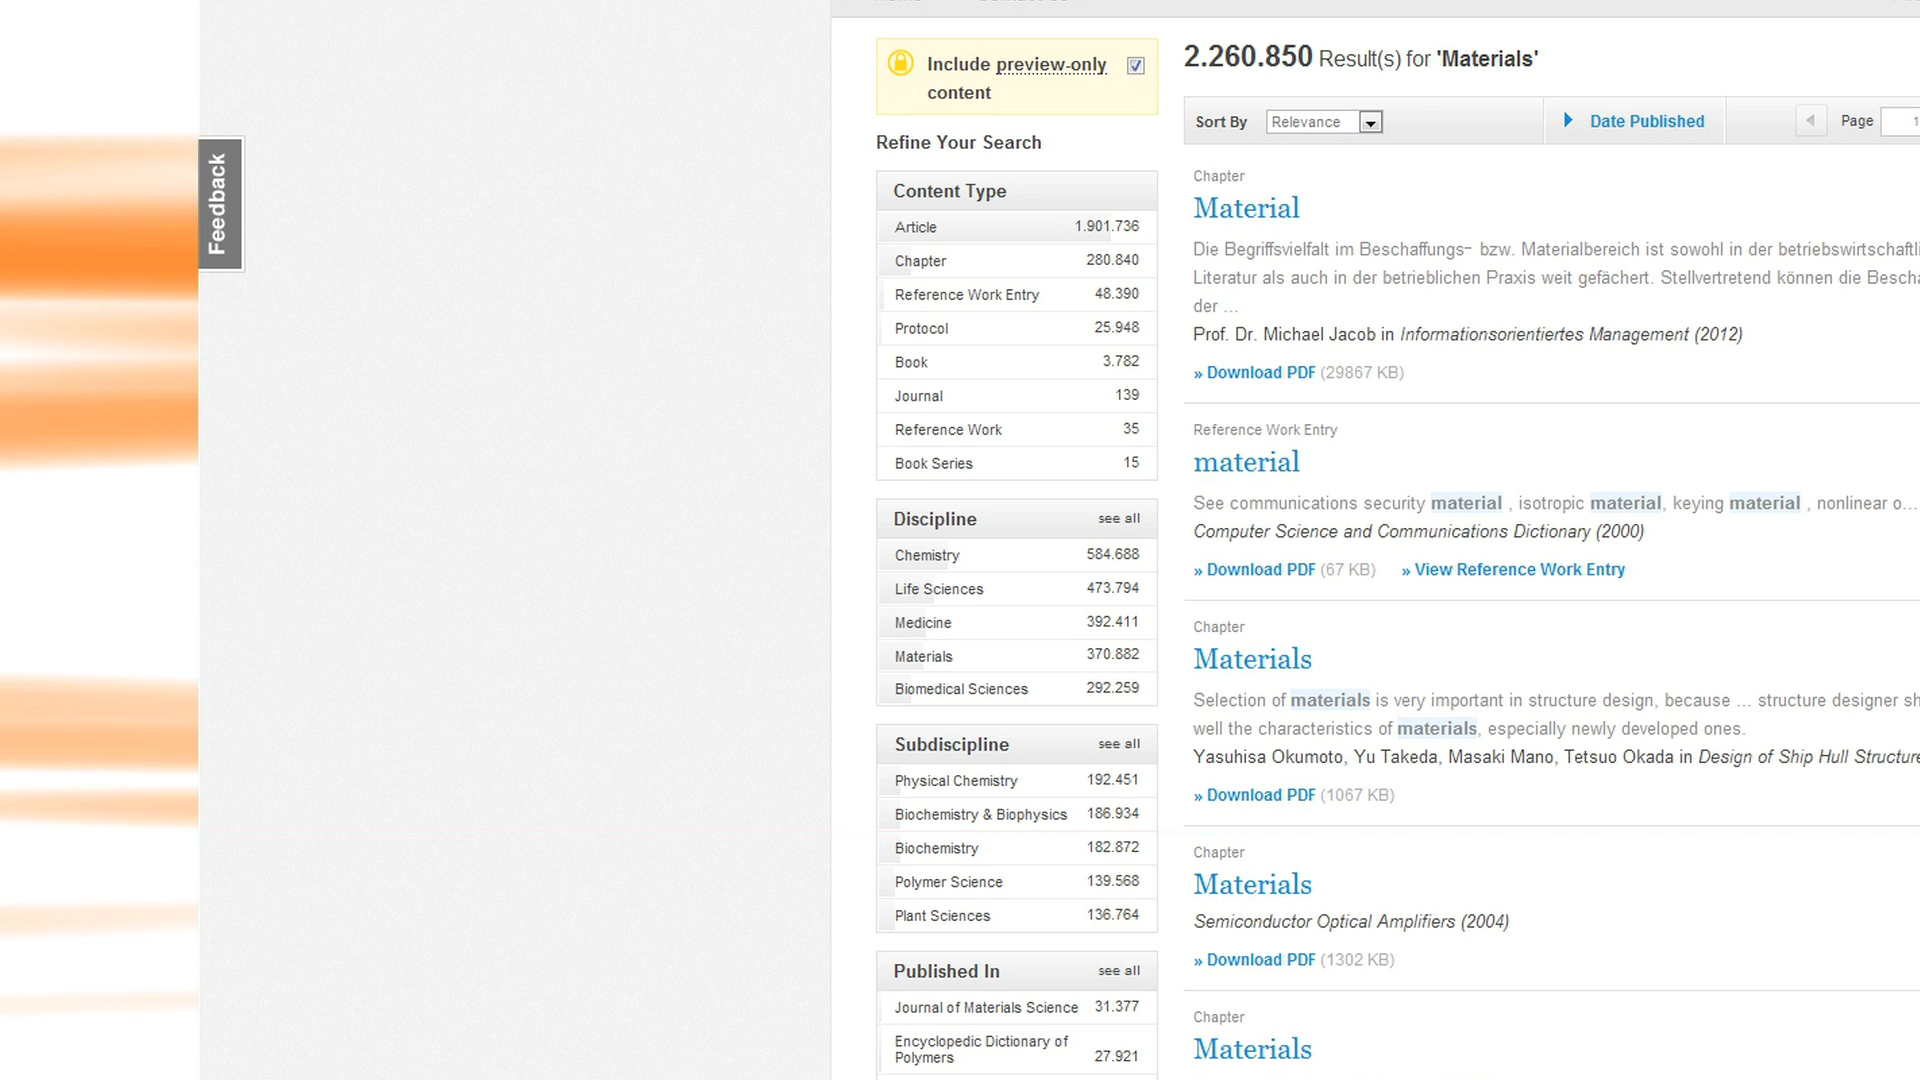 Feedback
Include preview-only
content
Refine Your Search
Content Type
Article 1.901.736
Chapter 280.840
Reference Work Entry 48.390
Protocol 25.948
Book 3.782
Journal 139
Reference Work 35
Book Series 15
Discipline see all
Chemistry 584.688
Life Sciences 473.794
Medicine 392.411
Materials 370.882
Biomedical Sciences 292.259
Subdiscipline see all
Physical Chemistry 192.451
Biochemistry & Biophysics 186.934
Biochemistry 182.872
Polymer Science 139.568
Plant Sciences 136.764
Published In see all
Journal of Materials Science 31.377
Encyclopedic Dictionary of
Polymers 27.921
2.260.850 Result(s) for 'Materials'
Sort By Relevance Date Published Page 1
Chapter
Material
Die Begriffsvielfalt im Beschaffungs- bzw. Materialbereich ist sowohl in der
Literatur als auch in der betrieblichen Praxis weit gefächert. Stellvertretend können die
der ...
Prof. Dr. Michael Jacob in Informationsorientiertes Management (2012)
» Download PDF (29867 KB)
Reference Work Entry
material
See communications security material , isotropic material, keying material , nonlinear o...
Computer Science and Communications Dictionary (2000)
» Download PDF (67 KB) » View Reference Work Entry
Chapter
Materials
Selection of materials is very important in structure design, because ... structure designer
well the characteristics of materials, especially newly developed ones.
Yasuhisa Okumoto, Yu Takeda, Masaki Mano, Tetsuo Okada in Design of Ship Hull Structure
» Download PDF (1067 KB)
Chapter
Materials
Semiconductor Optical Amplifiers (2004)
» Download PDF (1302 KB)
Chapter
Materials